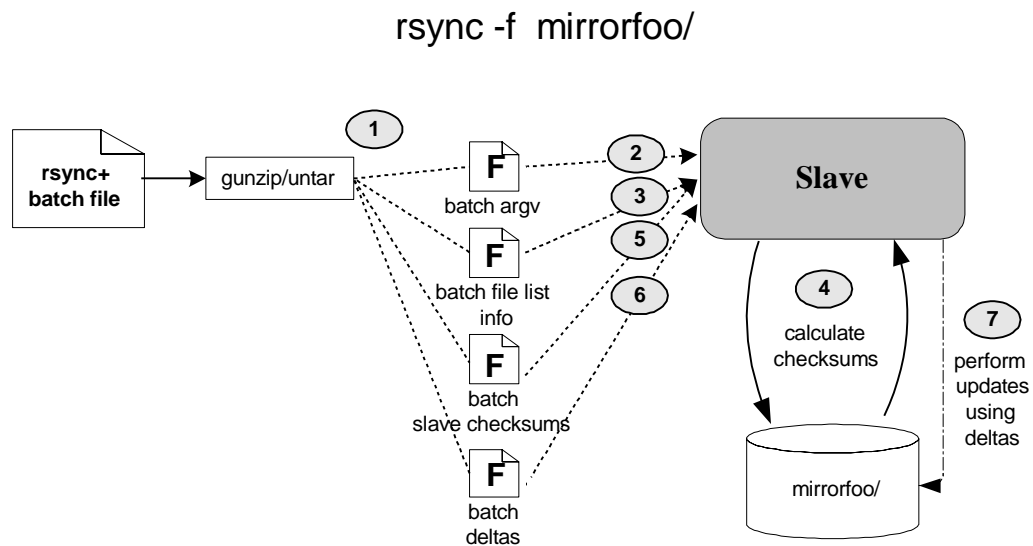 rsync -f mirrorfoo/
rsync+
batch file
gunzip/untar
1
F
batch argv
F
batch file list
info
F
batch
slave checksums
F
batch
deltas
2
3
5
6
Slave
4
calculate
checksums
7
perform
updates
using
deltas
mirrorfoo/